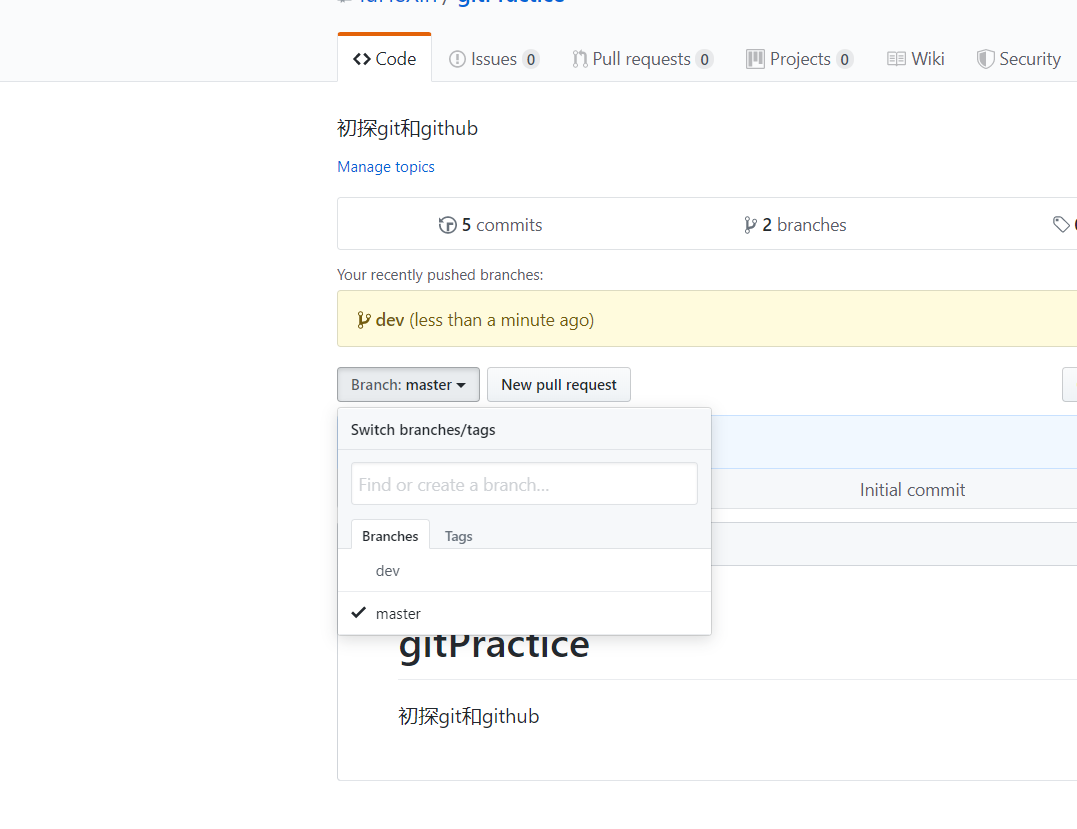 gitPractice
Code Issues 0 Pull requests 0 Projects 0 Wiki Security
初探git和github
Manage topics
5 commits 2 branches
Your recently pushed branches:
dev (less than a minute ago)
Branch: master New pull request
Switch branches/tags
Find or create a branch...
Initial commit
Branches Tags
dev
master
gitPractice
初探git和github